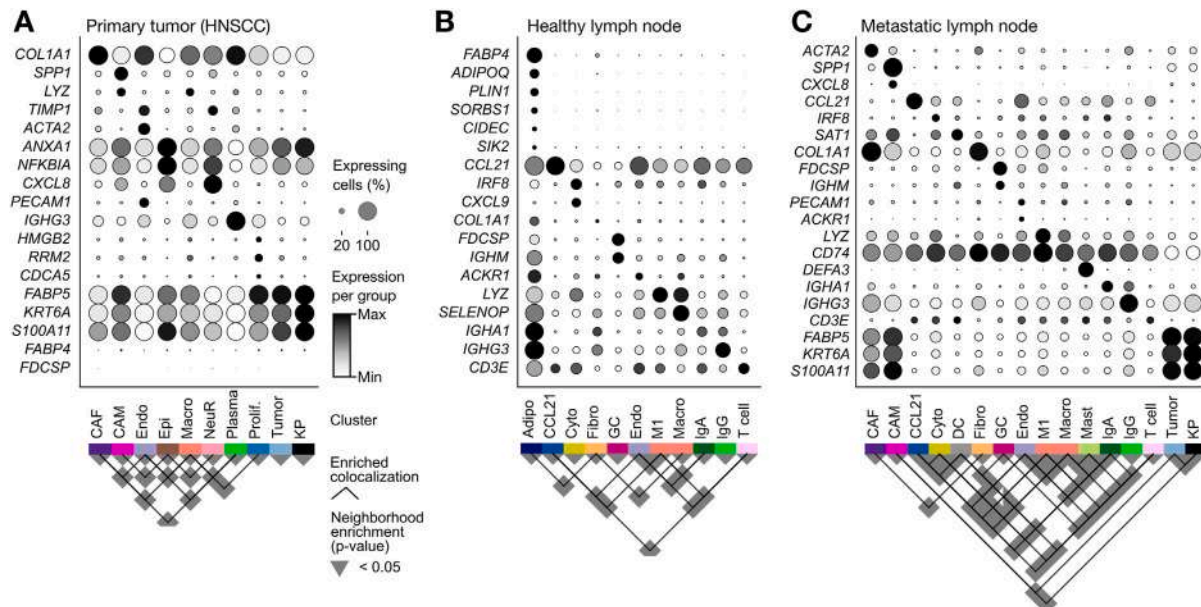 A Primary tumor (HNSCC)
COL1A1
SPP1
LYZ
TIMP1
ACTA2
ANXA1
NFKBIA
CXCL8
PECAM1
IGHG3
HMGB2
RRM2
CDCA5
FABP5
KRT6A
S100A11
FABP4
FDCSP
CAF
CAM
Endo
Epi
Macro
NeuR
Plasma
Prolif.
Tumor
KP
Expressing
cells (%)
20 100
Expression
per group
Max
Min
Cluster
Enriched
colocalization
Neighborhood
enrichment
(p-value)
< 0.05
B Healthy lymph node
FABP4
ADIPOQ
PLIN1
SORBS1
CIDEC
SIK2
CCL21
IRF8
CXCL9
COL1A1
FDCSP
IGHM
ACKR1
LYZ
SELENOP
IGHA1
IGHG3
CD3E
Adipo
CCL21
Cyto
Fibro
GC
Endo
M1
Macro
IgA
IgG
T cell
C Metastatic lymph node
ACTA2
SPP1
CXCL8
CCL21
IRF8
SAT1
COL1A1
FDCSP
IGHM
PECAM1
ACKR1
LYZ
CD74
DEFA3
IGHA1
IGHG3
CD3E
FABP5
KRT6A
S100A11
CAF
CAM
CCL21
Cyto
DC
Fibro
GC
Endo
M1
Macro
Mast
IgA
IgG
T cell
Tumor
KP